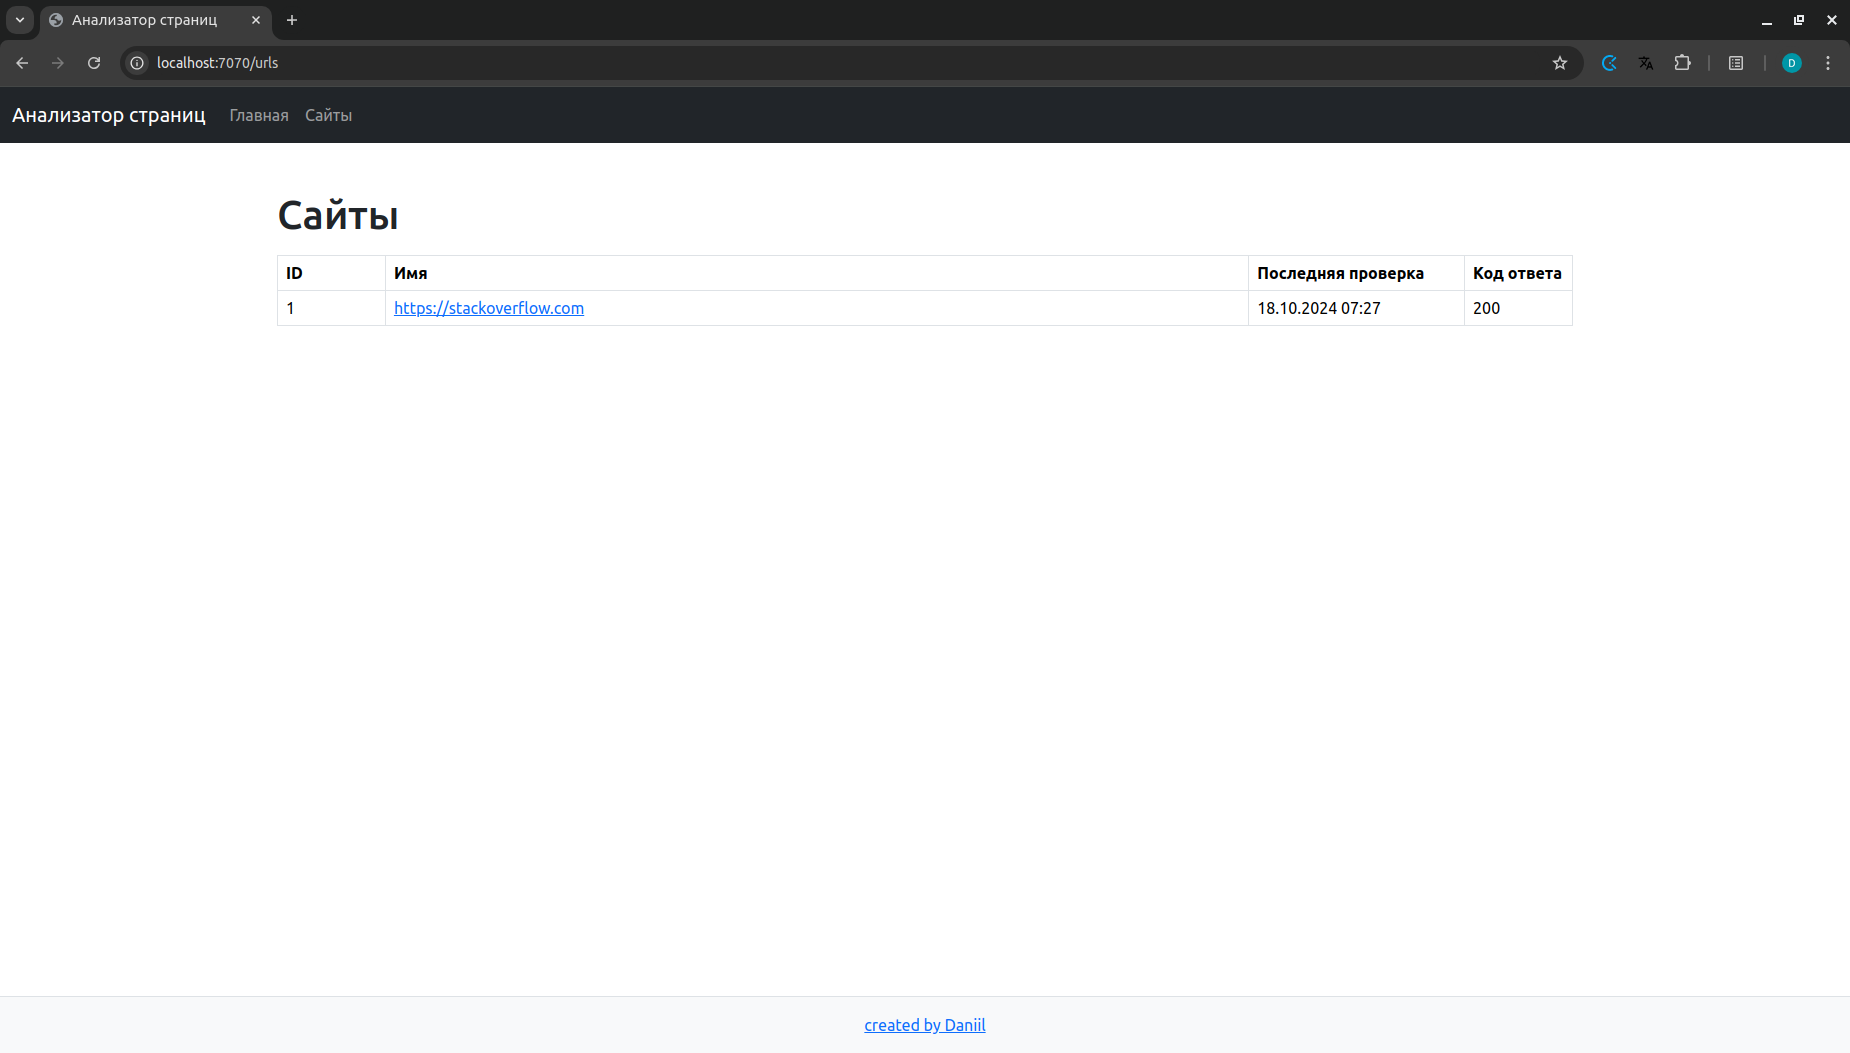 Анализатор страниц
localhost:7070/urls
D
Анализатор страниц Главная Сайты
Сайты
ID Имя Последняя проверка Код ответа
1 https://stackoverflow.com 18.10.2024 07:27 200
created by Daniil